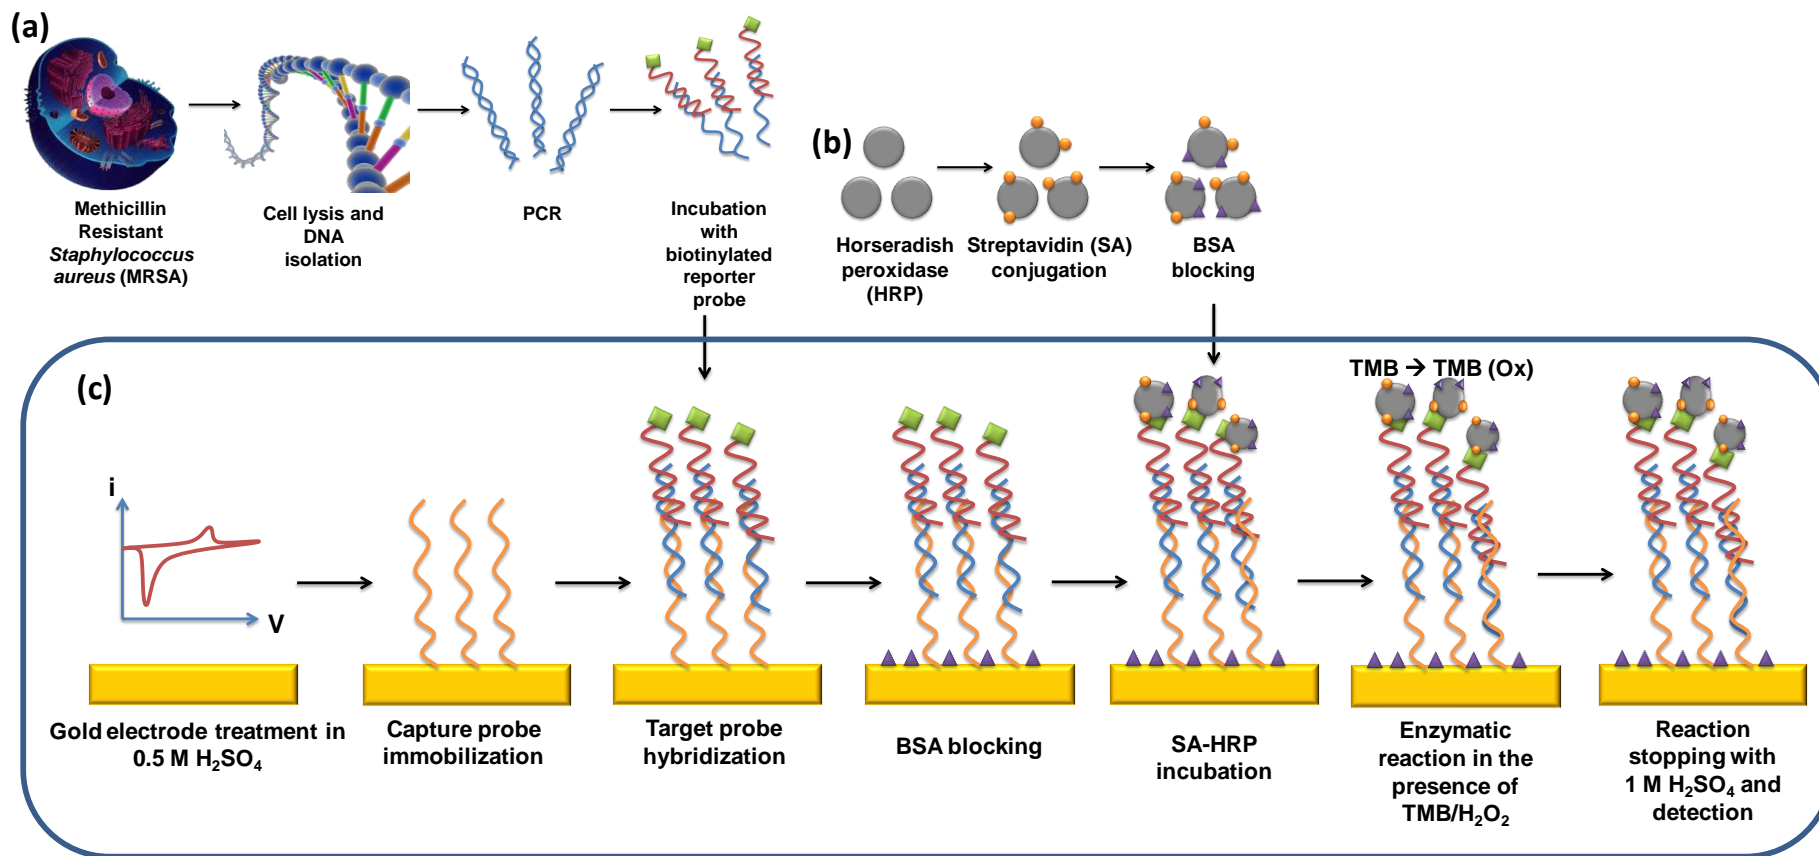 (a)
Methicillin
Resistant
Staphylococcus
aureus (MRSA)
Cell lysis and
DNA
isolation
PCR
Incubation
with
biotinylated
reporter
probe
(b)
Horseradish
peroxidase
(HRP)
Streptavidin (SA)
conjugation
BSA
blocking
(c)
i
V
Gold electrode treatment in
0.5 M H₂SO₄
Capture probe
immobilization
Target probe
hybridization
BSA blocking
SA-HRP
incubation
TMB → TMB (Ox)
Enzymatic
reaction in the
presence of
TMB/H₂O₂
Reaction
stopping with
1 M H₂SO₄ and
detection